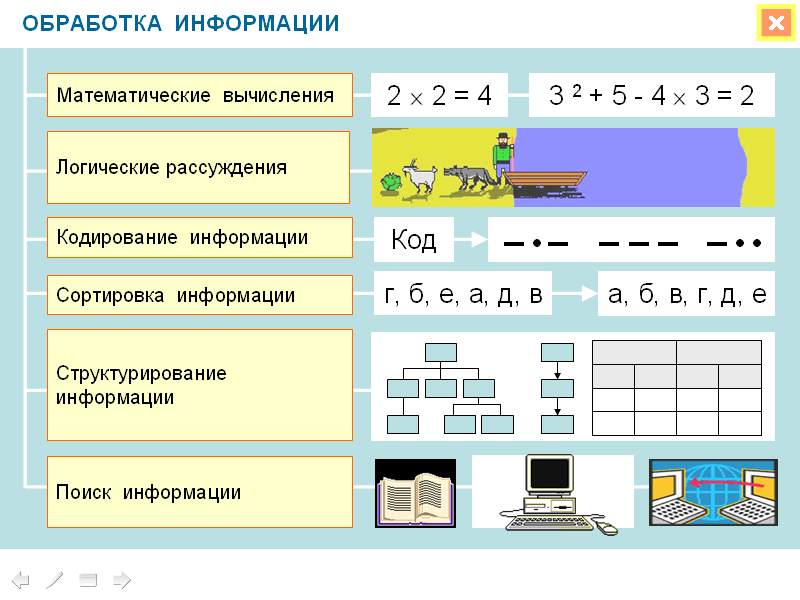 ОБРАБОТКА ИНФОРМАЦИИ
Математические вычисления
2 × 2 = 4
3 ² + 5 - 4 × 3 = 2
Логические рассуждения
Кодирование информации
Код
– • –   – – –   – • •
Сортировка информации
г, б, е, а, д, в
а, б, в, г, д, е
Структурирование
информации
Поиск информации